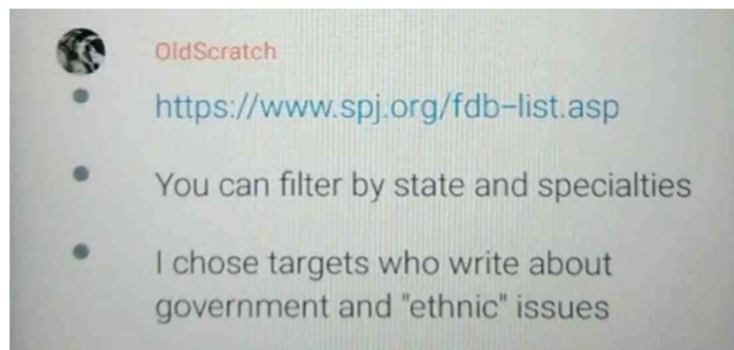 OldScratch
https://www.spj.org/fdb-list.asp
You can filter by state and specialties
I chose targets who write about
government and "ethnic" issues